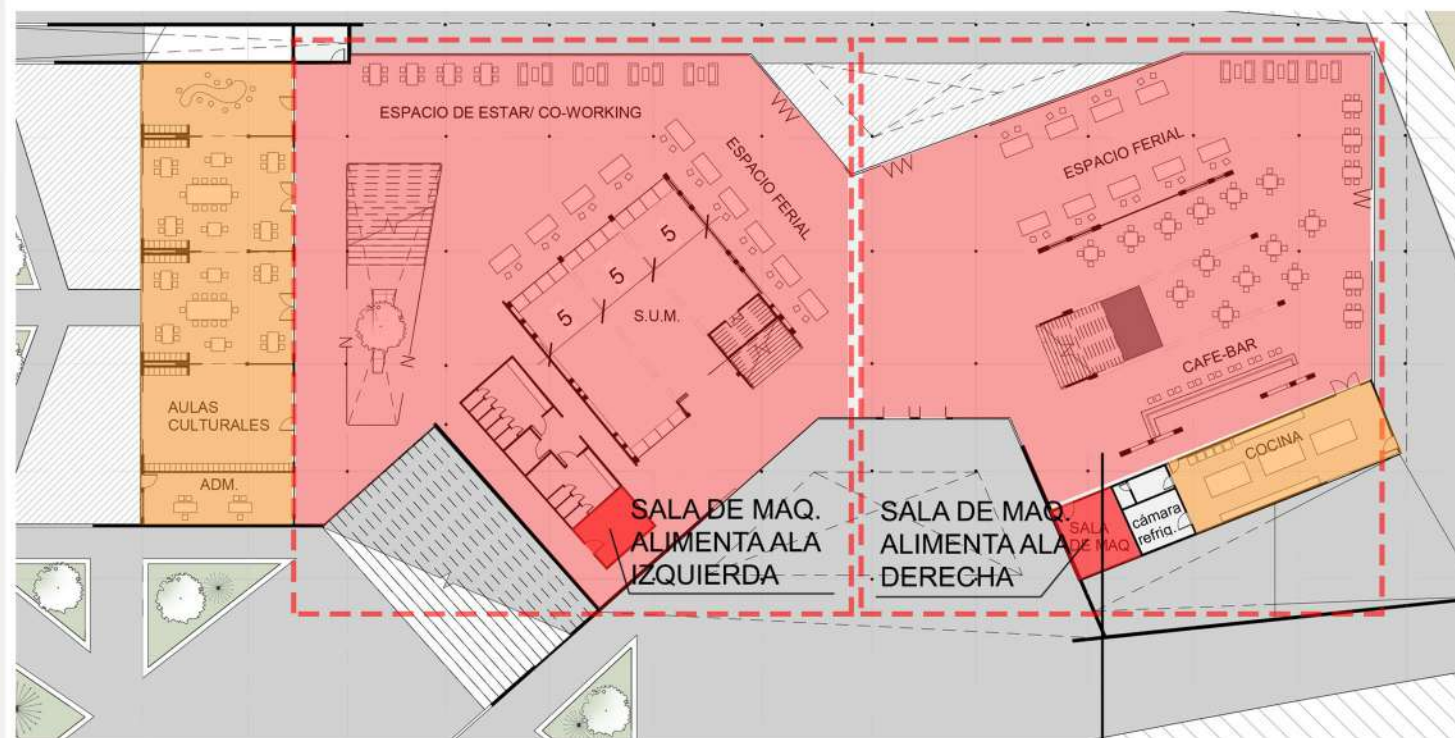 ESPACIO DE ESTAR/ CO-WORKING
ESPACIO FERIAL
ESPACIO FERIAL
5
5
5
S.U.M.
CAFE-BAR
AULAS
CULTURALES
COCINA
ADM.
SALA DE MAQ.
ALIMENTA ALA
IZQUIERDA
SALA DE MAQ.
ALIMENTA ALA
DERECHA
SALA
DE MAQ
cámara
refrig.